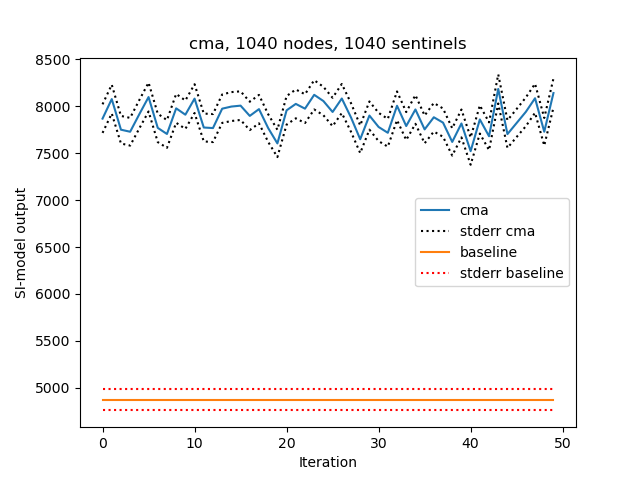 cma, 1040 nodes, 1040 sentinels
8500
8000
7500
7000
6500
6000
5500
5000
SI-model output
cma
stderr cma
baseline
stderr baseline
0 10 20 30 40 50
Iteration